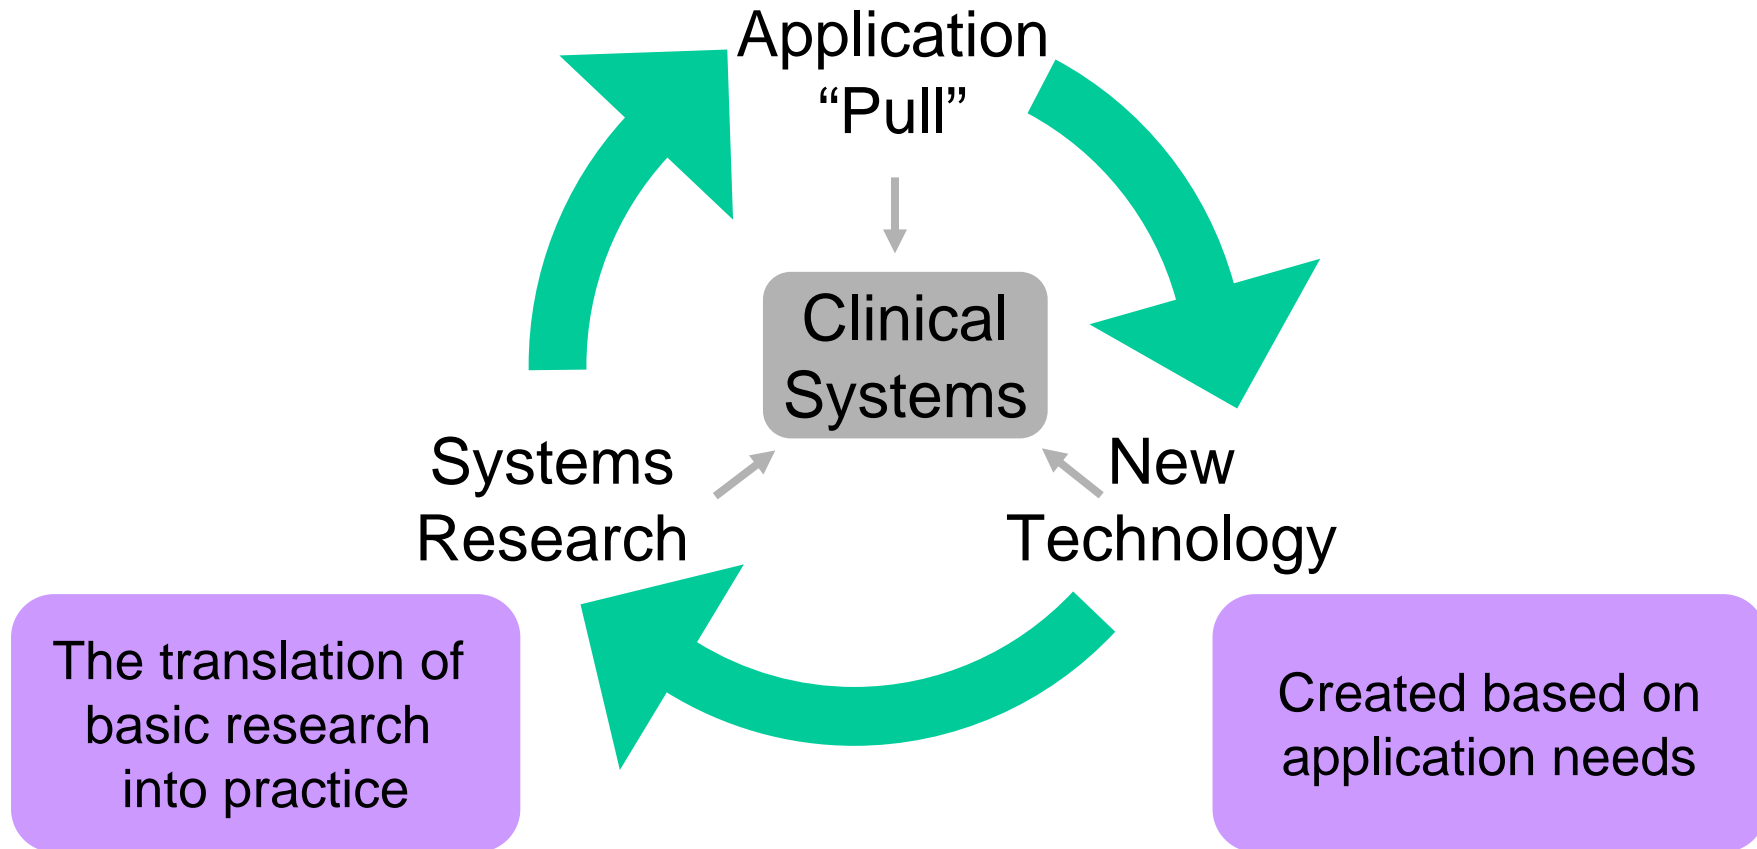 Application
“Pull”
Clinical
Systems
Systems
Research
New
Technology
The translation of
basic research
into practice
Created based on
application needs